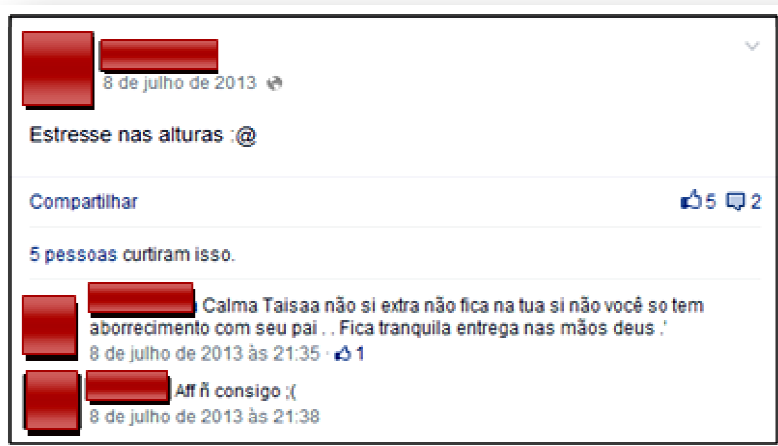 8 de julho de 2013
Estresse nas alturas :@
Compartilhar 5 2
5 pessoas curtiram isso.
Calma Taisaa não si extra não fica na tua si não você so tem
aborrecimento com seu pai . . Fica tranquila entrega nas mãos deus .'
8 de julho de 2013 às 21:35 · 1
Aff ñ consigo ;(
8 de julho de 2013 às 21:38